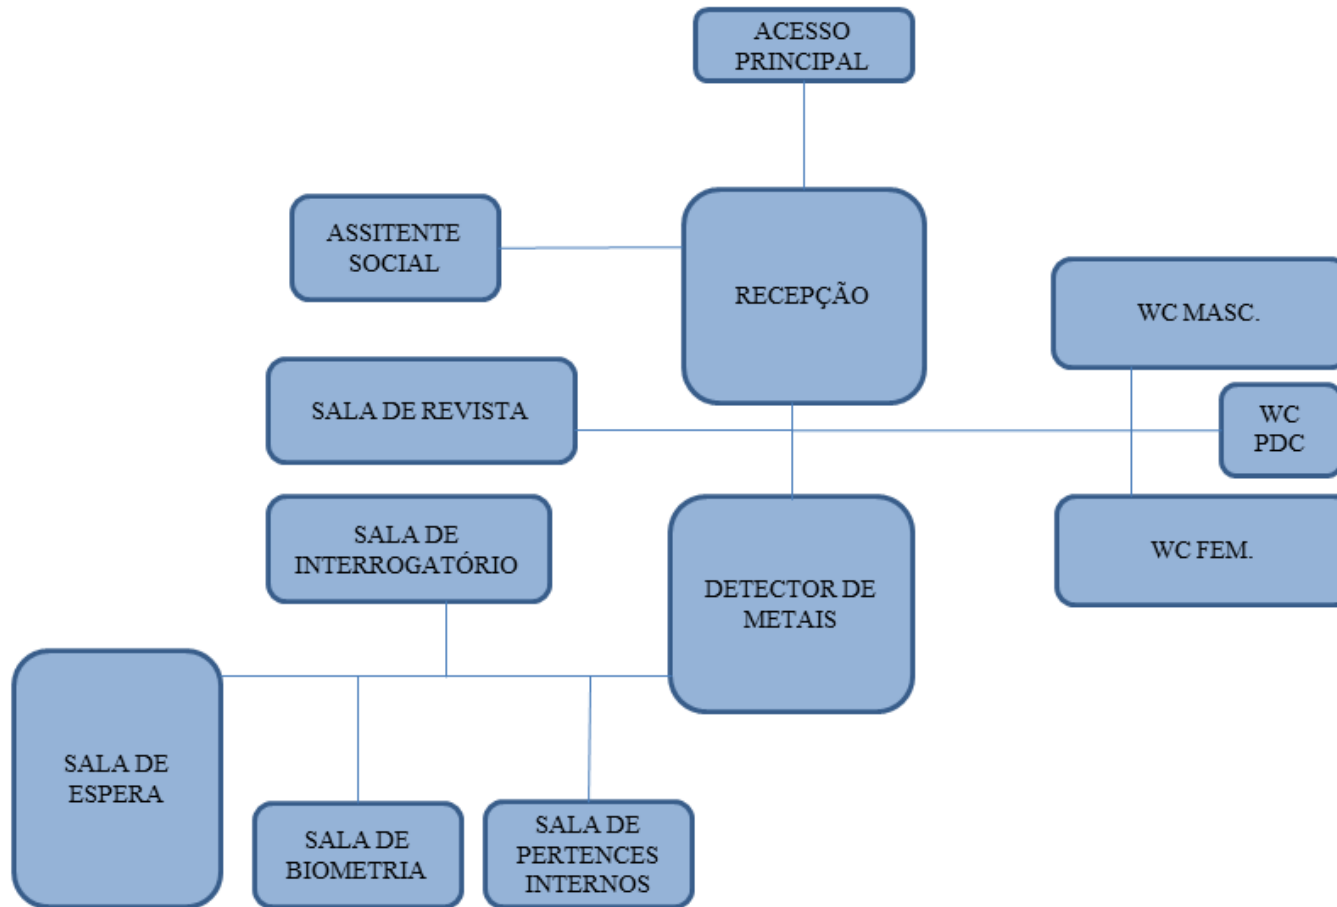 ACESSO
PRINCIPAL
ASSITENTE
SOCIAL
RECEPÇÃO
WC MASC.
SALA DE REVISTA
WC
PDC
SALA DE
INTERROGATÓRIO
WC FEM.
DETECTOR DE
METAIS
SALA DE
ESPERA
SALA DE
BIOMETRIA
SALA DE
PERTENCES
INTERNOS